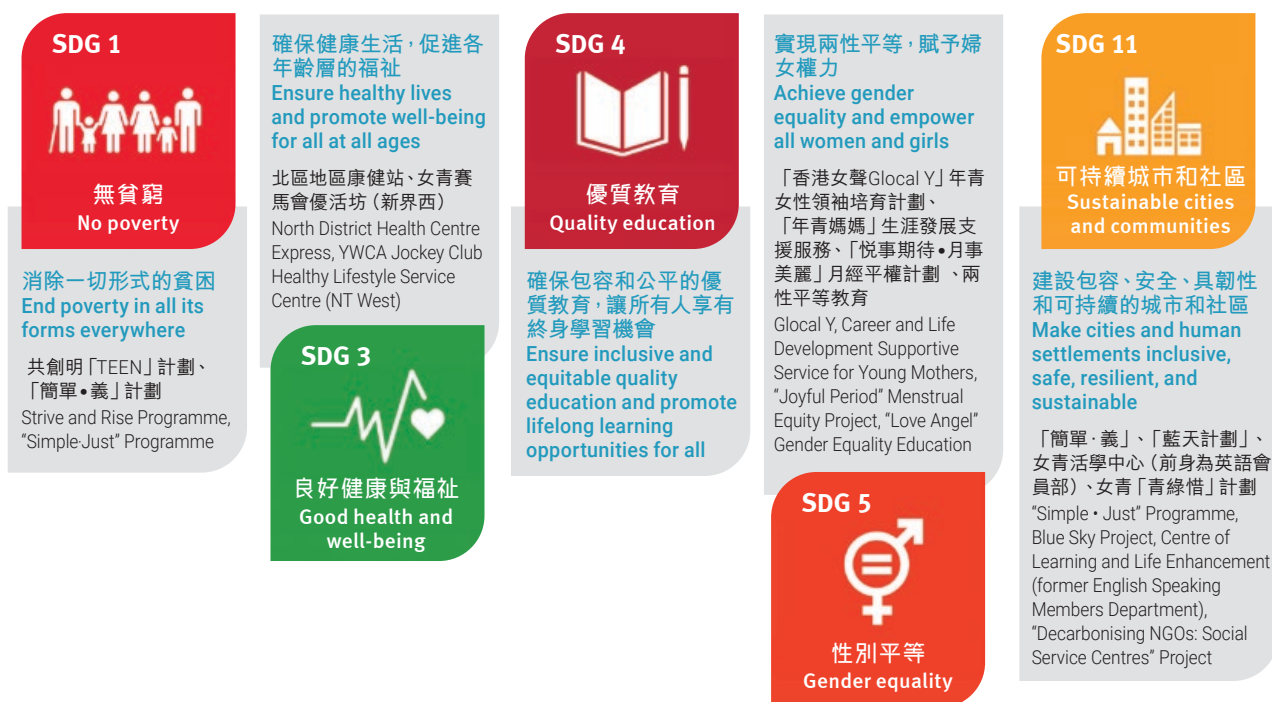 SDG 1
無貧窮
No poverty
消除一切形式的貧困
End poverty in all its
forms everywhere
共創明「TEEN」計劃、
「簡單•義」計劃
Strive and Rise Programme,
“Simple·Just” Programme
確保健康生活，促進各
年齡層的福祉
Ensure healthy lives
and promote well-being
for all at all ages
北區地區康健站、女青賽
馬會優活坊（新界西）
North District Health Centre
Express, YWCA Jockey Club
Healthy Lifestyle Service
Centre (NT West)
SDG 3
良好健康與福祉
Good health and
well-being
SDG 4
優質教育
Quality education
確保包容和公平的優
質教育，讓所有人享有
終身學習機會
Ensure inclusive and
equitable quality
education and promote
lifelong learning
opportunities for all
實現兩性平等，賦予婦
女權力
Achieve gender
equality and empower
all women and girls
「香港女聲Glocal Y」年青
女性領袖培育計劃、
「年青媽媽」生涯發展支
援服務、「悦事期待•月事
美麗」月經平權計劃 、兩
性平等教育
Glocal Y, Career and Life
Development Supportive
Service for Young Mothers,
“Joyful Period” Menstrual
Equity Project, “Love Angel”
Gender Equality Education
SDG 5
性別平等
Gender equality
SDG 11
可持續城市和社區
Sustainable cities
and communities
建設包容、安全、具韌性
和可持續的城市和社區
Make cities and human
settlements inclusive,
safe, resilient, and
sustainable
「簡單·義」、「藍天計劃」、
女青活學中心（前身為英語會
員部）、女青「青綠惜」計劃
“Simple • Just” Programme,
Blue Sky Project, Centre of
Learning and Life Enhancement
(former English Speaking
Members Department),
“Decarbonising NGOs: Social
Service Centres” Project